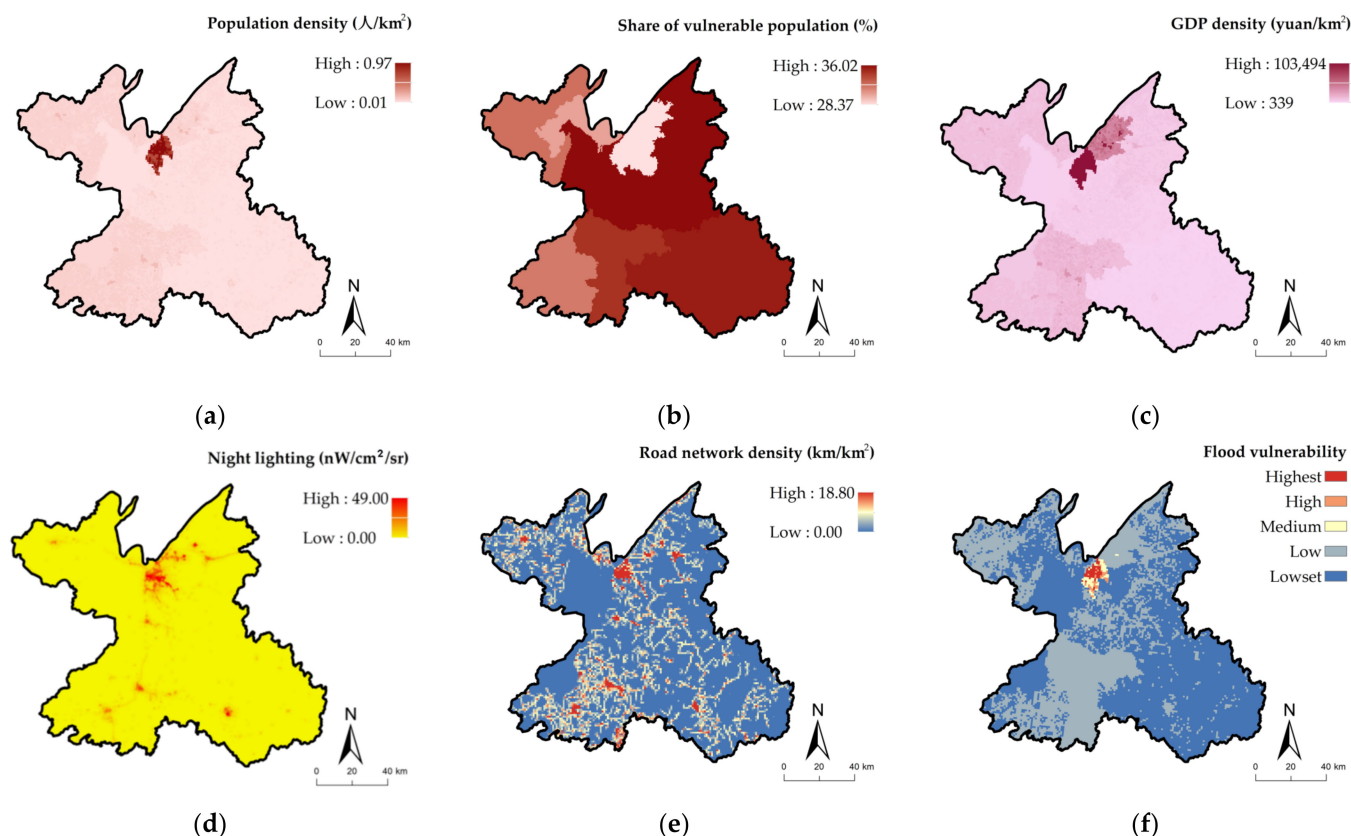 Population density (人/km²)
High : 0.97
Low : 0.01
N
0 20 40 km
(a)
Share of vulnerable population (%)
High : 36.02
Low : 28.37
N
0 20 40 km
(b)
GDP density (yuan/km²)
High : 103,494
Low : 339
N
0 20 40 km
(c)
Night lighting (nW/cm²/sr)
High : 49.00
Low : 0.00
N
0 20 40 km
(d)
Road network density (km/km²)
High : 18.80
Low : 0.00
N
0 20 40 km
(e)
Flood vulnerability
Highest
High
Medium
Low
Lowset
N
0 20 40 km
(f)